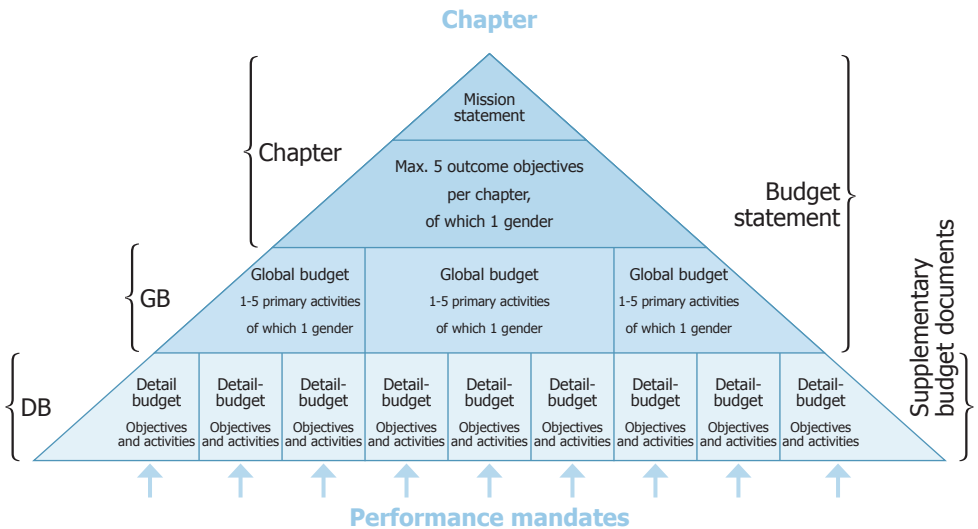 Chapter
Mission
statement
Chapter
Max. 5 outcome objectives
per chapter,
of which 1 gender
Budget
statement
GB
Global budget
1-5 primary activities
of which 1 gender
Global budget
1-5 primary activities
of which 1 gender
Global budget
1-5 primary activities
of which 1 gender
Supplementary
budget documents
DB
Detail
budget
Objectives
and activities
Detail-
budget
Objectives
and activities
Detail-
budget
Objectives
and activities
Detail-
budget
Objectives
and activities
Detail-
budget
Objectives
and activities
Detail-
budget
Objectives
and activities
Detail-
budget
Objectives
and activities
Detail-
budget
Objectives
and activities
Detail-
budget
Objectives
and activities
Performance mandates